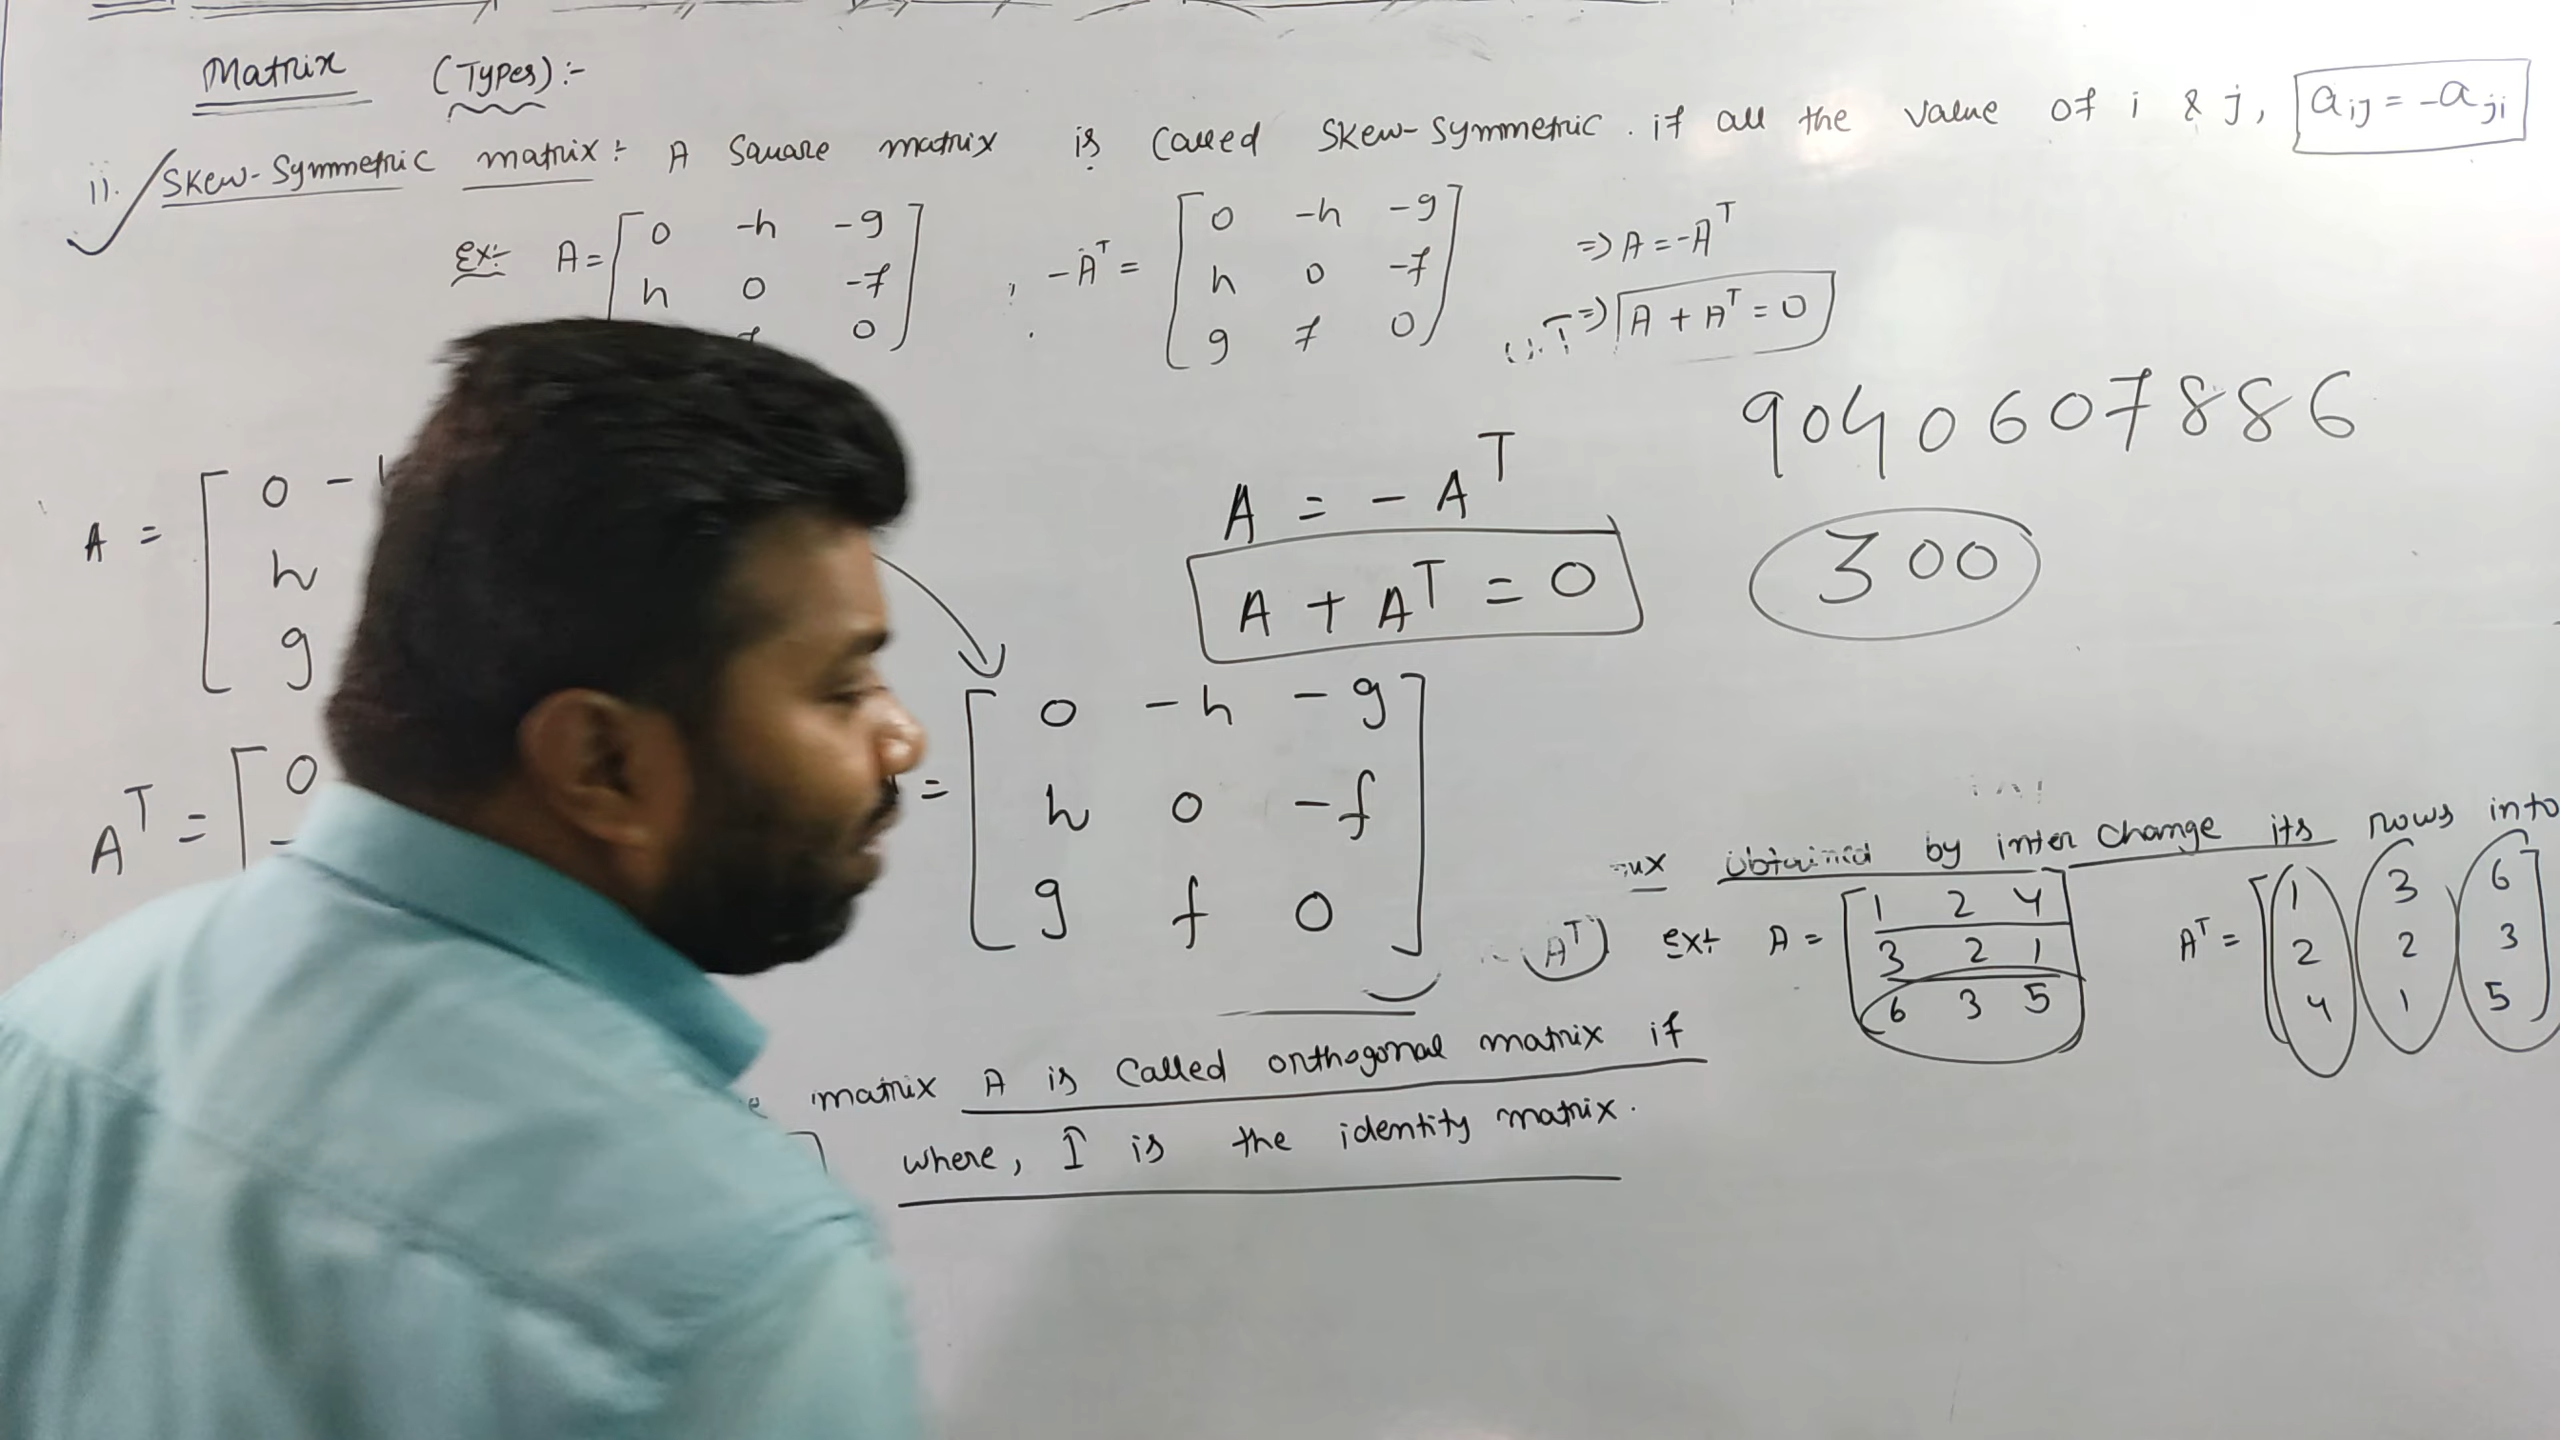 Matrix (Types):-
ii. Skew-Symmetric matrix:- A Square matrix is called Skew-Symmetric. if all the value of i & j, aij = -aji
Ex:- A = [ 0 -h -g
h 0 -f
0 ]
, -A^T = [ 0 -h -g
h 0 -f
g f 0 ]
=> A = -A^T
=> A + A^T = 0
9040607886
300
A = [ 0 -
h
g
A = -A^T
A + A^T = 0
A^T = [ 0
-
= [ 0 -h -g
h 0 -f
g f 0 ]
obtained by inter change its rows into
(A^T) Ex:- A = [ 1 2 4
3 2 1
6 3 5 ]
A^T = [ 1 3 6
2 2 3
4 1 5 ]
matrix A is called orthogonal matrix if
where, I is the identity matrix.